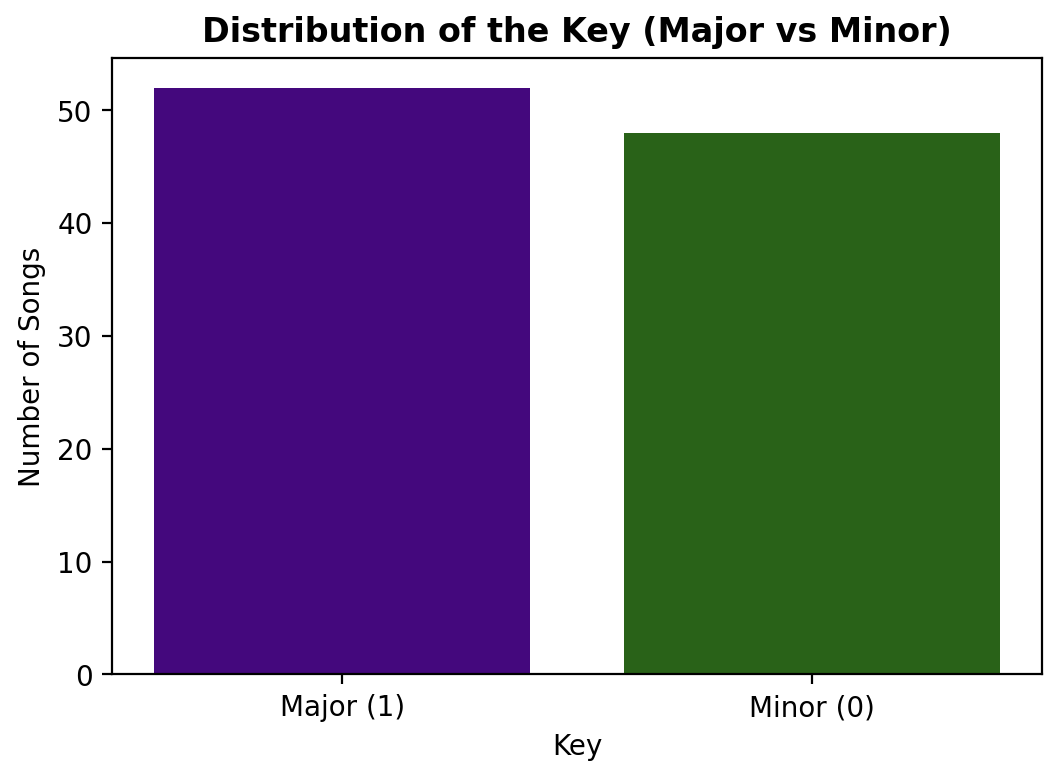 Distribution of the Key (Major vs Minor)
Number of Songs
50
40
30
20
10
0
Major (1)
Minor (0)
Key